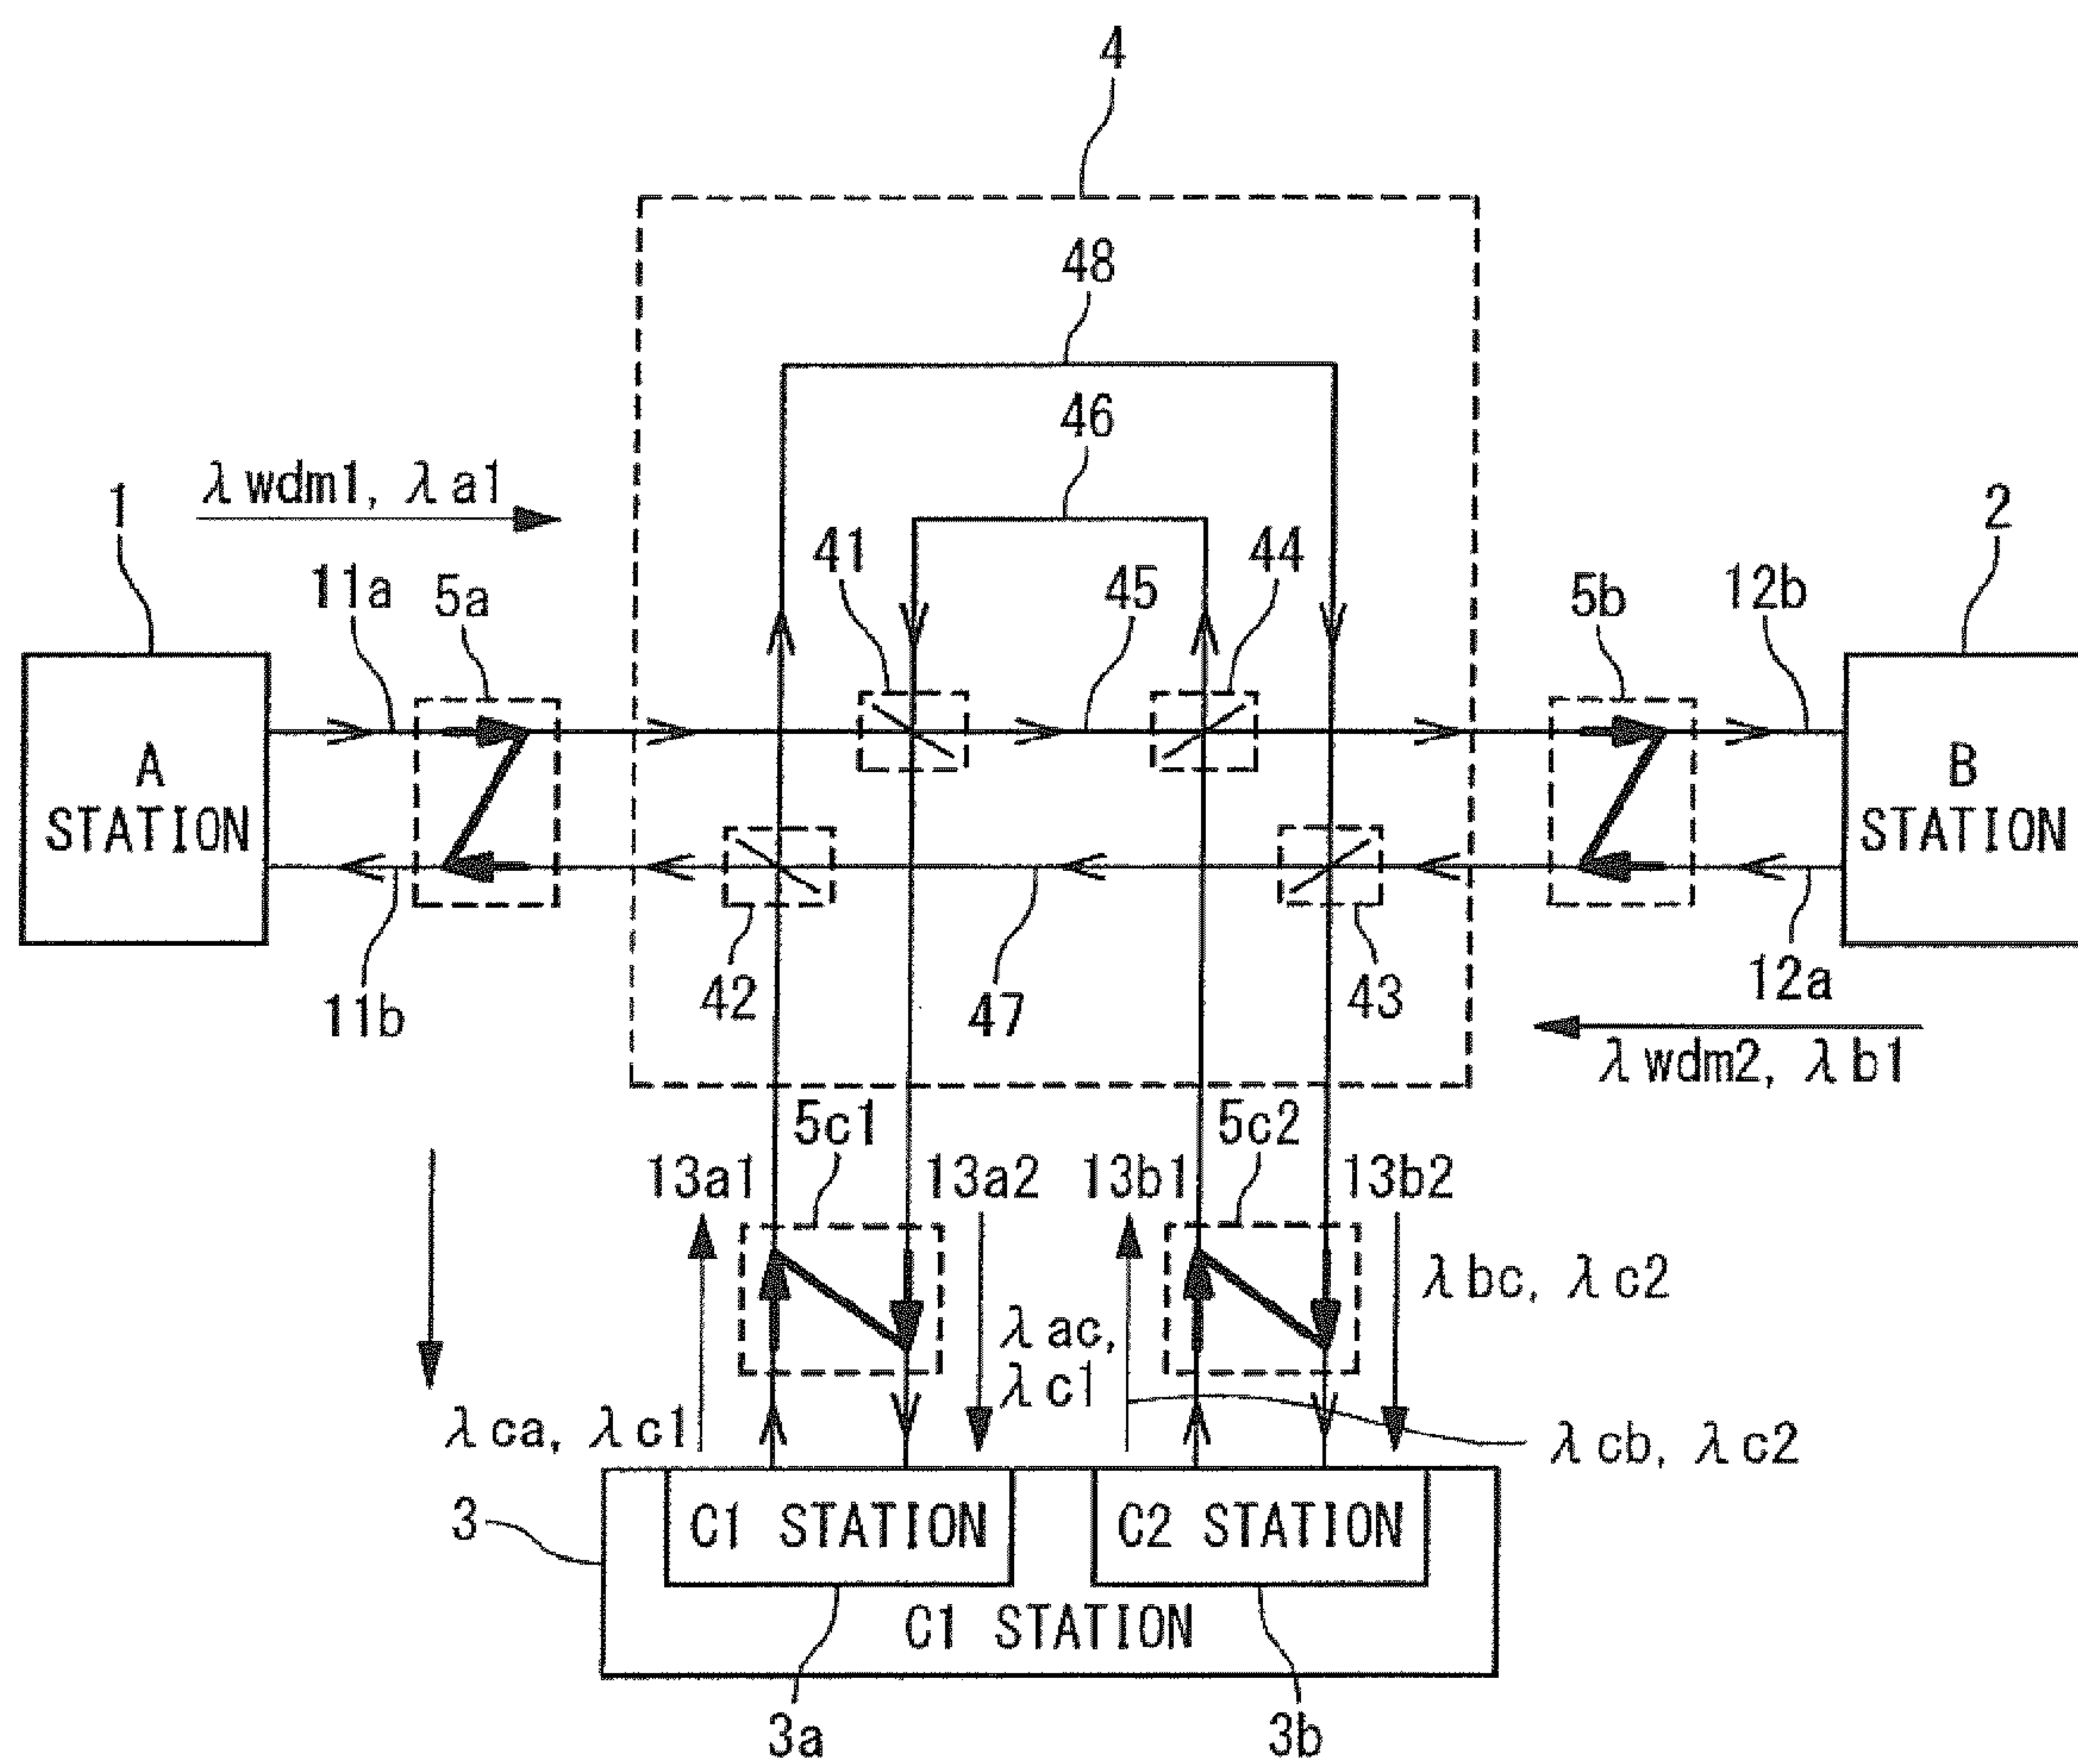 4
48
46
λwdm1, λa1
1
2
41
44
11a
5a
45
5b
12b
A
STATION
B
STATION
11b
42
47
43
12a
λwdm2, λb1
5c1
5c2
13a1
13a2
13b1
13b2
λbc, λc2
λac,
λc1
λca, λc1
λcb, λc2
3
C1 STATION
C2 STATION
C1 STATION
3a
3b